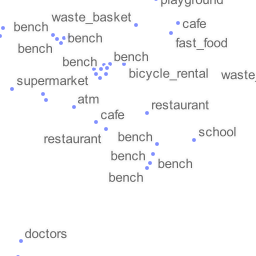 playground
waste_basket
cafe
bench
bench
fast_food
bench
bench
bench
bicycle_rental
waste_
supermarket
atm
restaurant
cafe
school
restaurant
bench
bench
bench
bench
doctors